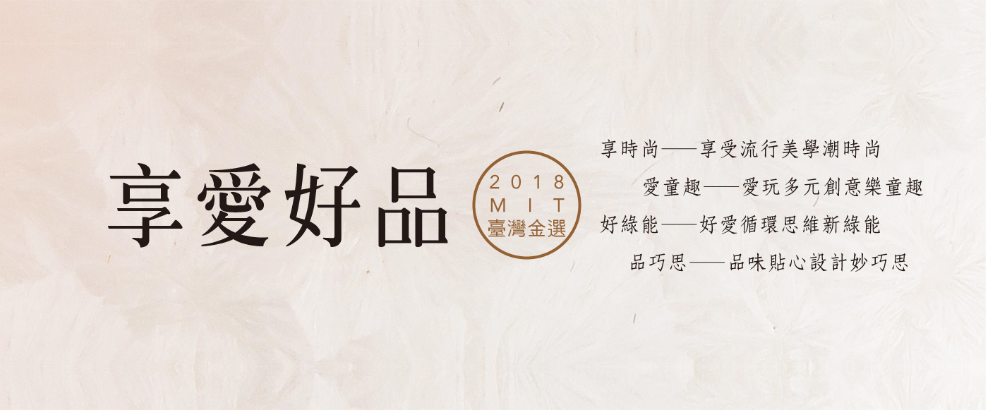 享愛好品
2018
MIT
臺灣金選
享時尚——享受流行美學潮時尚
愛童趣——愛玩多元創意樂童趣
好綠能——好愛循環思維新綠能
品巧思——品味貼心設計妙巧思